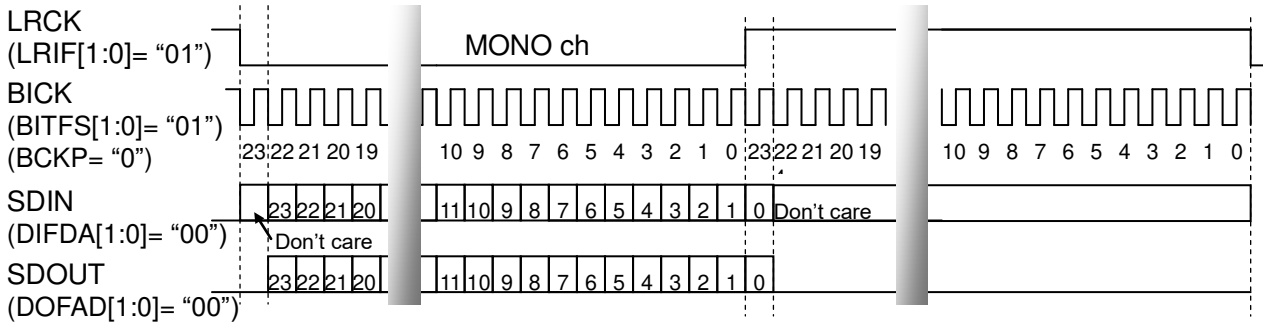 LRCK
(LRIF[1:0]= “01”)
MONO ch
BICK
(BITFS[1:0]= “01”)
(BCKP= “0”)
23 22 21 20 19 10 9 8 7 6 5 4 3 2 1 0 23 22 21 20 19 10 9 8 7 6 5 4 3 2 1 0
SDIN
(DIFDA[1:0]= “00”)
23 22 21 20 11 10 9 8 7 6 5 4 3 2 1 0 Don’t care
Don’t care
SDOUT
(DOFAD[1:0]= “00”)
23 22 21 20 11 10 9 8 7 6 5 4 3 2 1 0